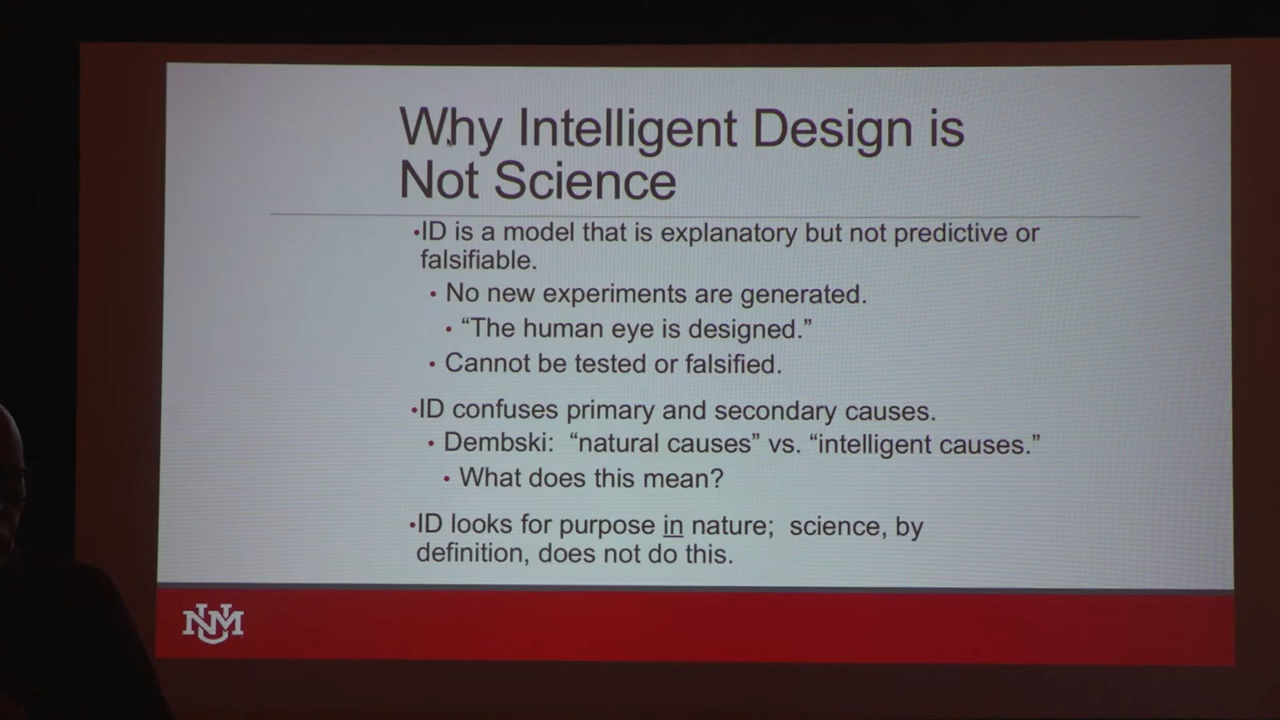 Why Intelligent Design is
Not Science
•ID is a model that is explanatory but not predictive or
falsifiable.
• No new experiments are generated.
• “The human eye is designed.”
• Cannot be tested or falsified.
•ID confuses primary and secondary causes.
• Dembski: “natural causes” vs. “intelligent causes.”
• What does this mean?
•ID looks for purpose in nature; science, by
definition, does not do this.
UNM